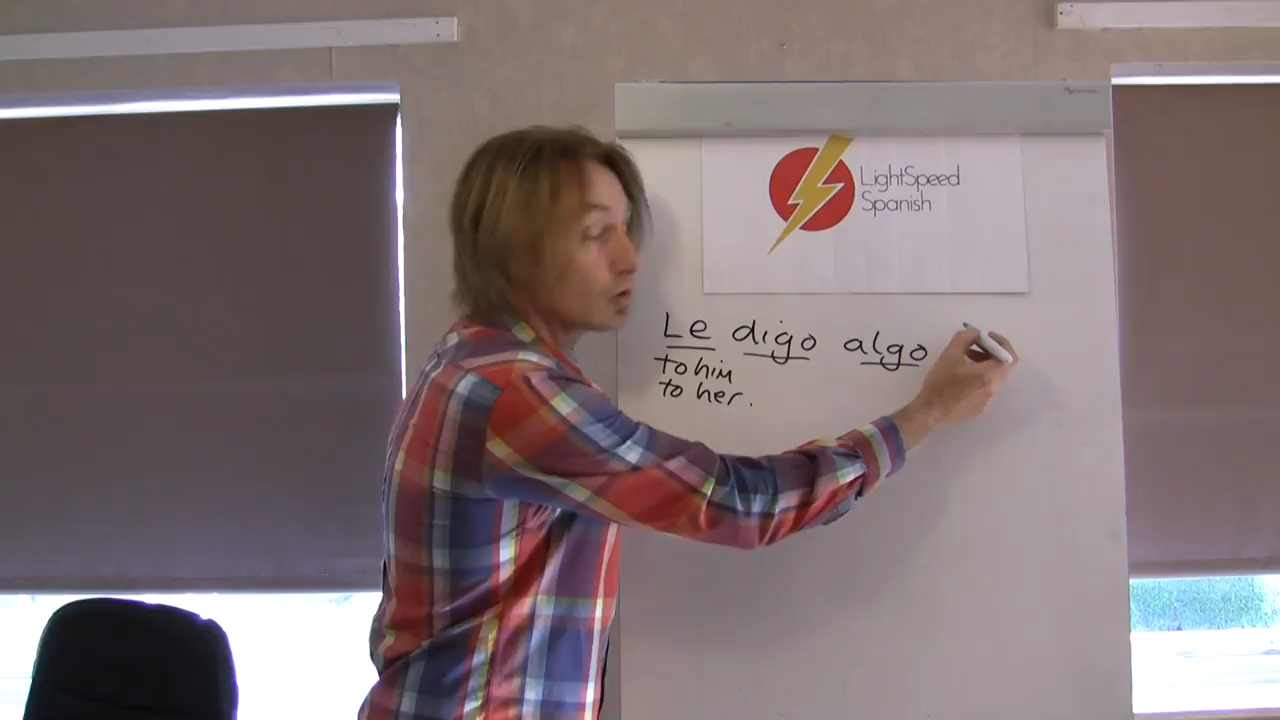 LightSpeed
Spanish
Le digo algo
to him
to her.